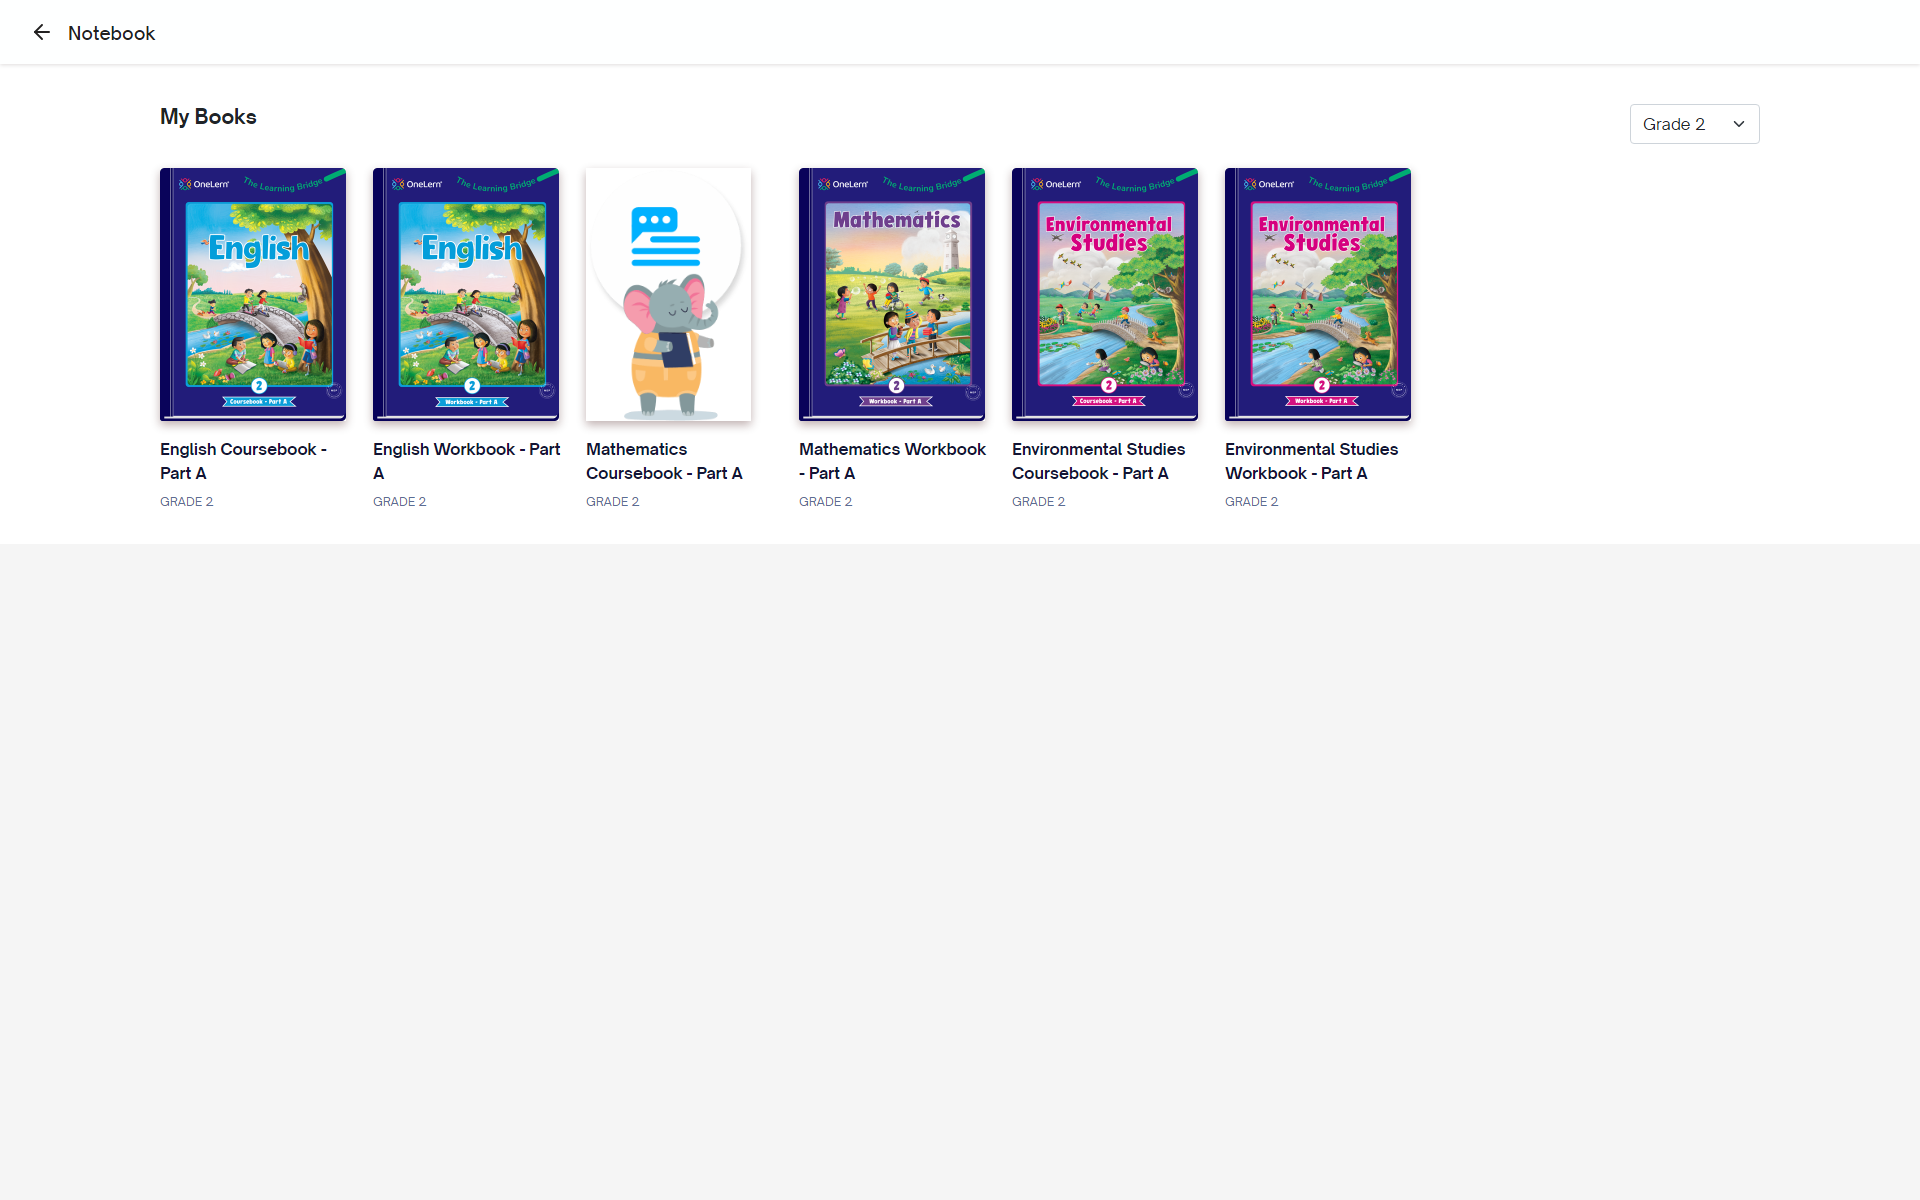 Notebook
My Books
Grade 2
OneLern
The Learning Bridge
English
2
Coursebook - Part A
OneLern
The Learning Bridge
English
2
Workbook - Part A
OneLern
The Learning Bridge
Mathematics
2
Workbook - Part A
OneLern
The Learning Bridge
Environmental
Studies
2
Coursebook - Part A
OneLern
The Learning Bridge
Environmental
Studies
2
Workbook - Part A
English Coursebook -
Part A
GRADE 2
English Workbook - Part
A
GRADE 2
Mathematics
Coursebook - Part A
GRADE 2
Mathematics Workbook
- Part A
GRADE 2
Environmental Studies
Coursebook - Part A
GRADE 2
Environmental Studies
Workbook - Part A
GRADE 2